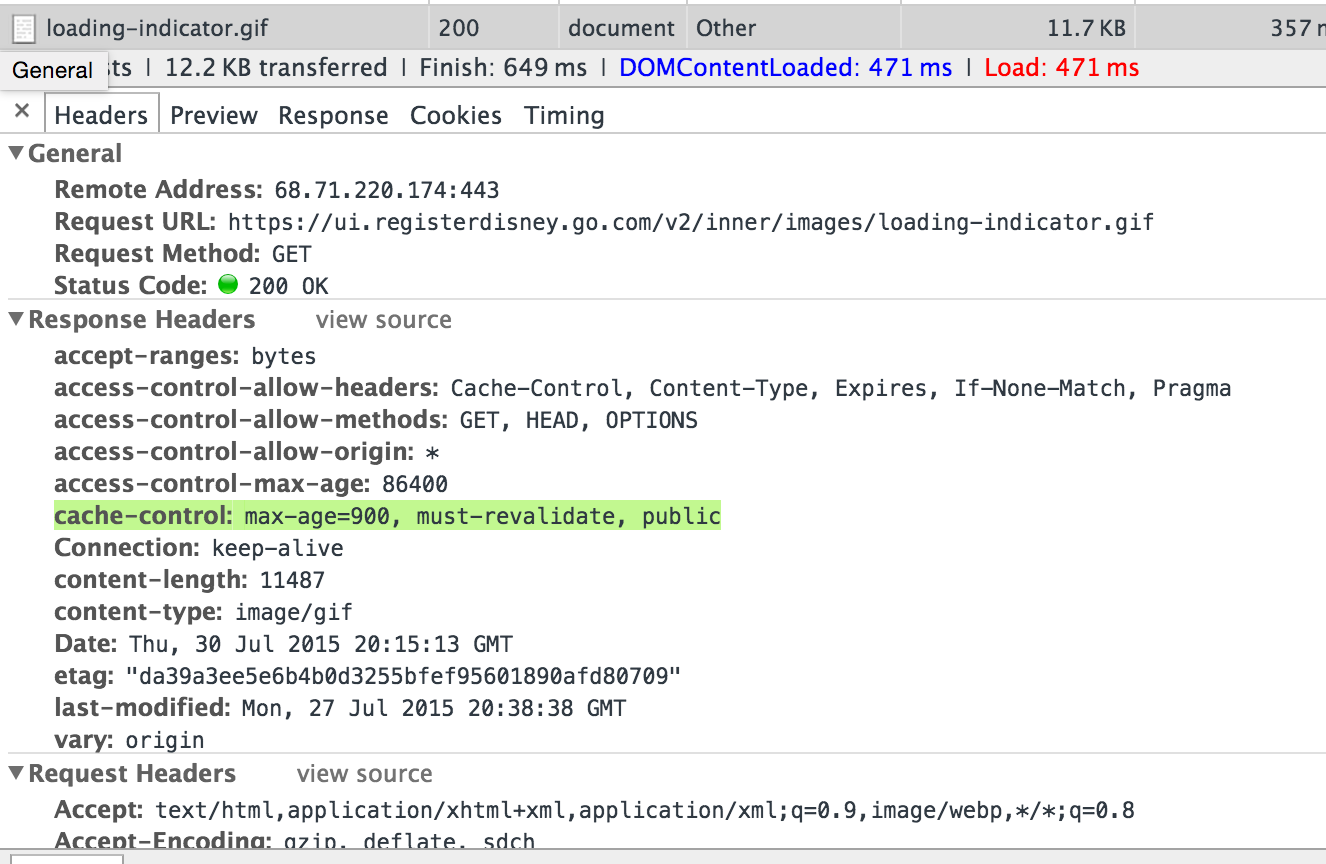 loading-indicator.gif 200 document Other 11.7 KB 357
General sts | 12.2 KB transferred | Finish: 649 ms | DOMContentLoaded: 471 ms | Load: 471 ms
× Headers Preview Response Cookies Timing
▼General
Remote Address: 68.71.220.174:443
Request URL: https://ui.registerdisney.go.com/v2/inner/images/loading-indicator.gif
Request Method: GET
Status Code: 200 OK
▼Response Headers view source
accept-ranges: bytes
access-control-allow-headers: Cache-Control, Content-Type, Expires, If-None-Match, Pragma
access-control-allow-methods: GET, HEAD, OPTIONS
access-control-allow-origin: *
access-control-max-age: 86400
cache-control: max-age=900, must-revalidate, public
Connection: keep-alive
content-length: 11487
content-type: image/gif
Date: Thu, 30 Jul 2015 20:15:13 GMT
etag: "da39a3ee5e6b4b0d3255bfef95601890afd80709"
last-modified: Mon, 27 Jul 2015 20:38:38 GMT
vary: origin
▼Request Headers view source
Accept: text/html,application/xhtml+xml,application/xml;q=0.9,image/webp,*/*;q=0.8
Accept-Encoding: gzip, deflate, sdch